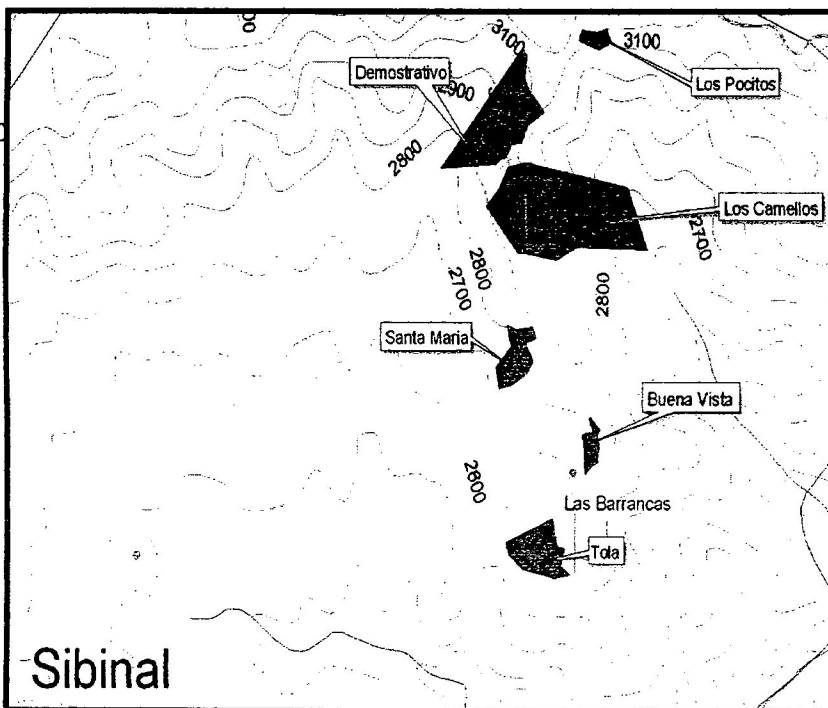 00
3100
3100
Demostrativo
2900
Los Pocitos
2800
Los Camellos
2700
2800
2700
2800
Santa Maria
Buena Vista
2800
Las Barrancas
Tola
Sibinal